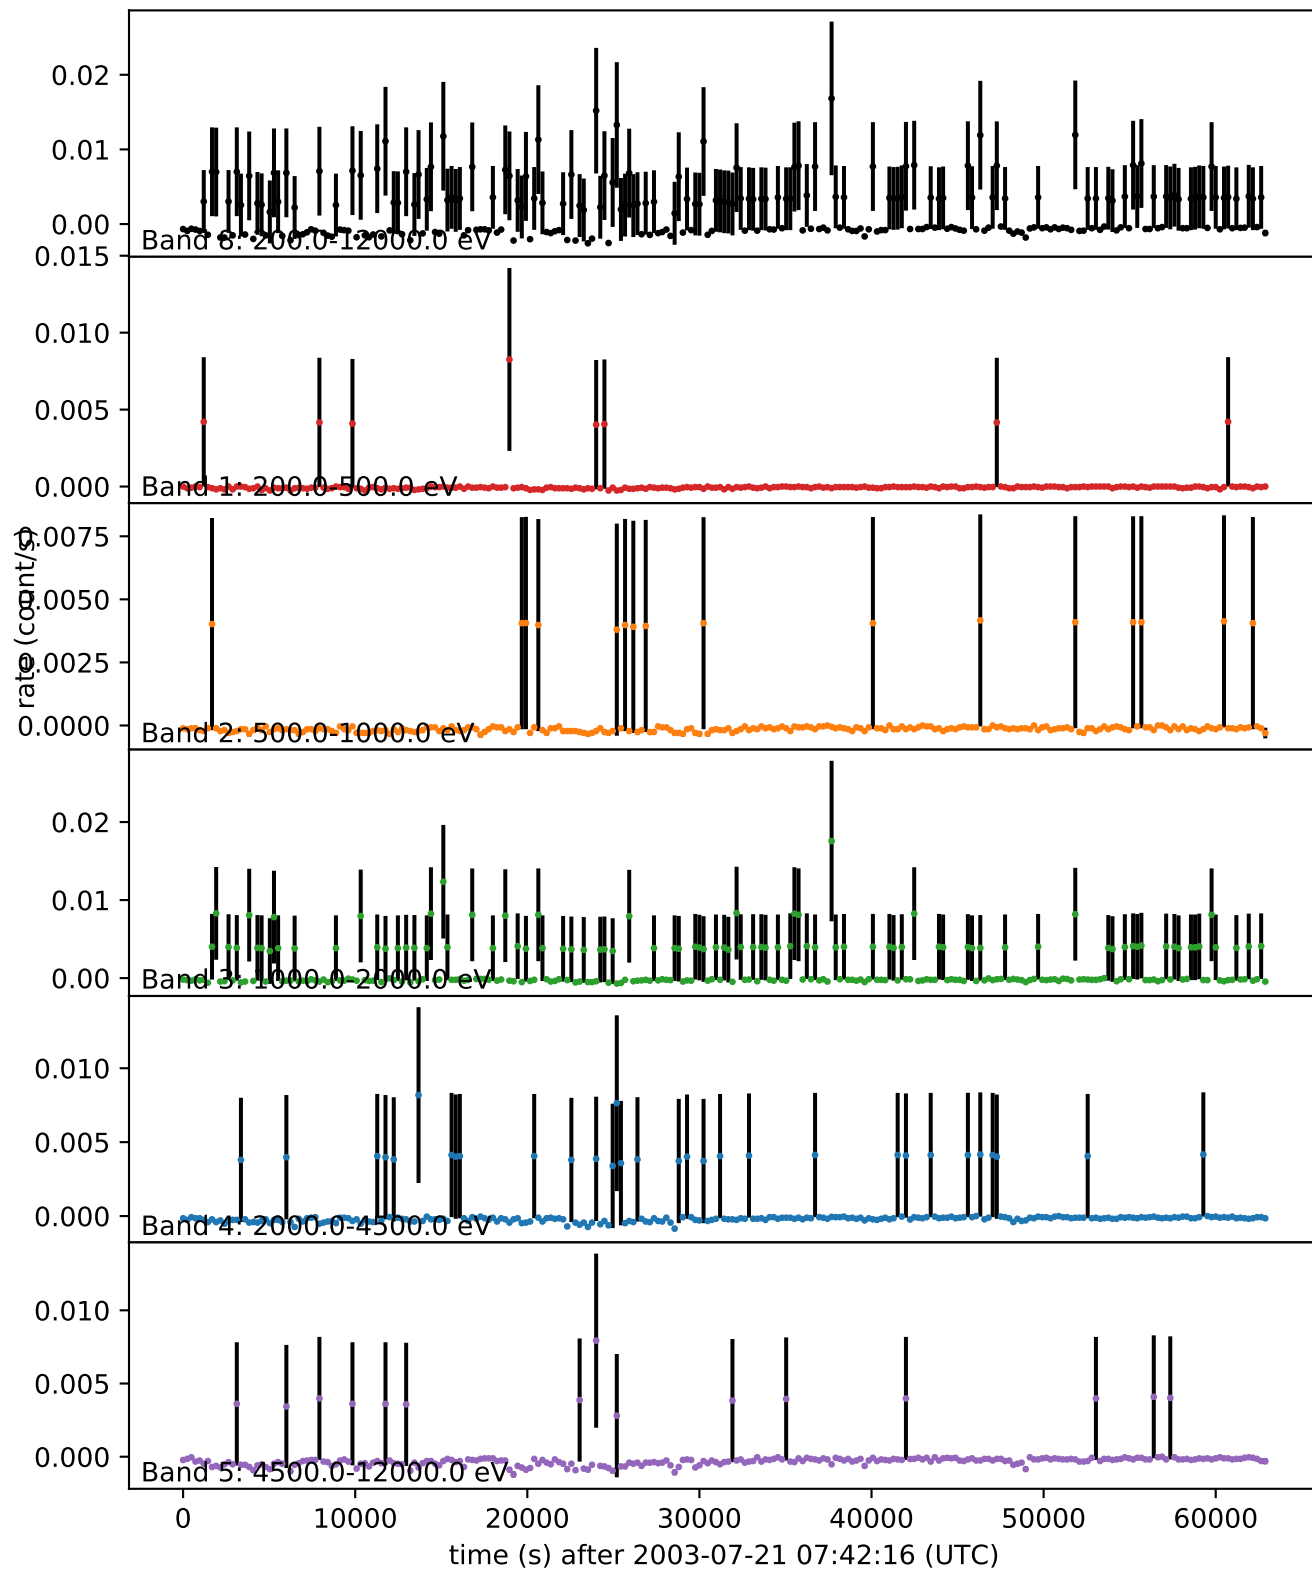 0.02
0.01
0.00
Band 8: 200.0-12000.0 eV
0.015
0.010
0.005
0.000
Band 1: 200.0-500.0 eV
rate (count/s)
0.0075
0.0050
0.0025
0.0000
Band 2: 500.0-1000.0 eV
0.02
0.01
0.00
Band 3: 1000.0-2000.0 eV
0.010
0.005
0.000
Band 4: 2000.0-4500.0 eV
0.010
0.005
0.000
Band 5: 4500.0-12000.0 eV
0 10000 20000 30000 40000 50000 60000
time (s) after 2003-07-21 07:42:16 (UTC)